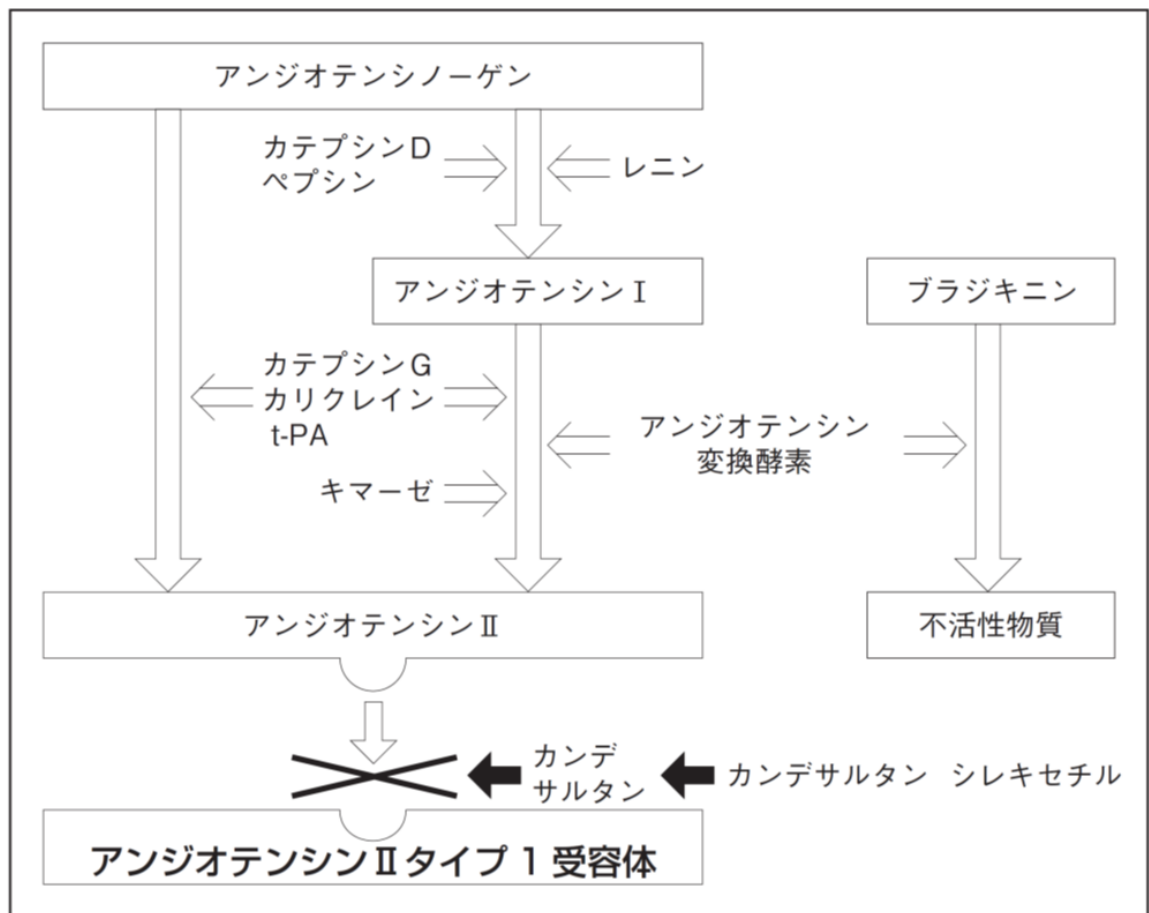 アンジオテンシノーゲン
カテプシンD
ペプシン
レニン
アンジオテンシンⅠ
ブラジキニン
カテプシンG
カリクレイン
t-PA
アンジオテンシン
変換酵素
キマーゼ
アンジオテンシンⅡ
不活性物質
カンデ
サルタン
カンデサルタン シレキセチル
アンジオテンシンⅡタイプ1受容体